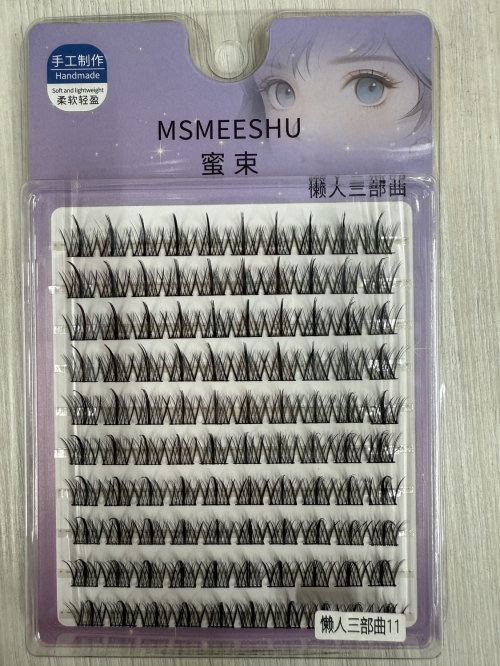 手工制作
Handmade
Soft and lightweight
柔软轻盈
MSMEESHU
蜜束
懒人三部曲
懒人三部曲11